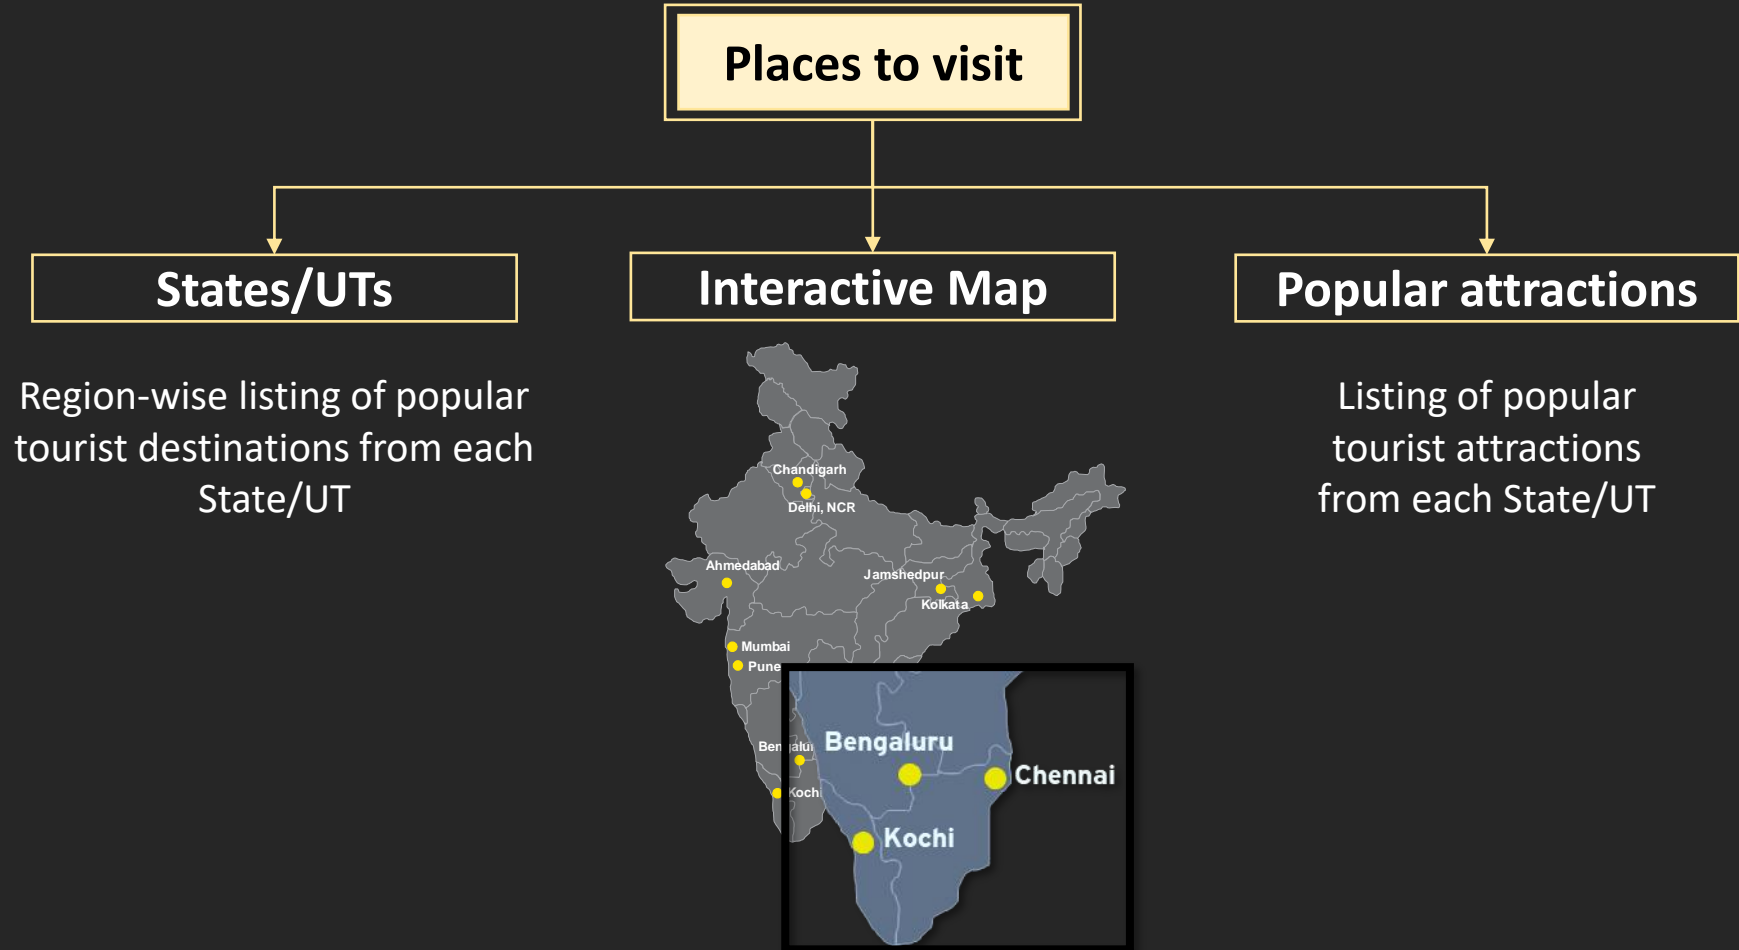 Places to visit
States/UTs
Interactive Map
Popular attractions
Region-wise listing of popular
tourist destinations from each
State/UT
Listing of popular
tourist attractions
from each State/UT
Chandigarh
Delhi, NCR
Ahmedabad
Jamshedpur
Kolkata
Mumbai
Pune
Kochi
Bengaluru
Chennai
Kochi